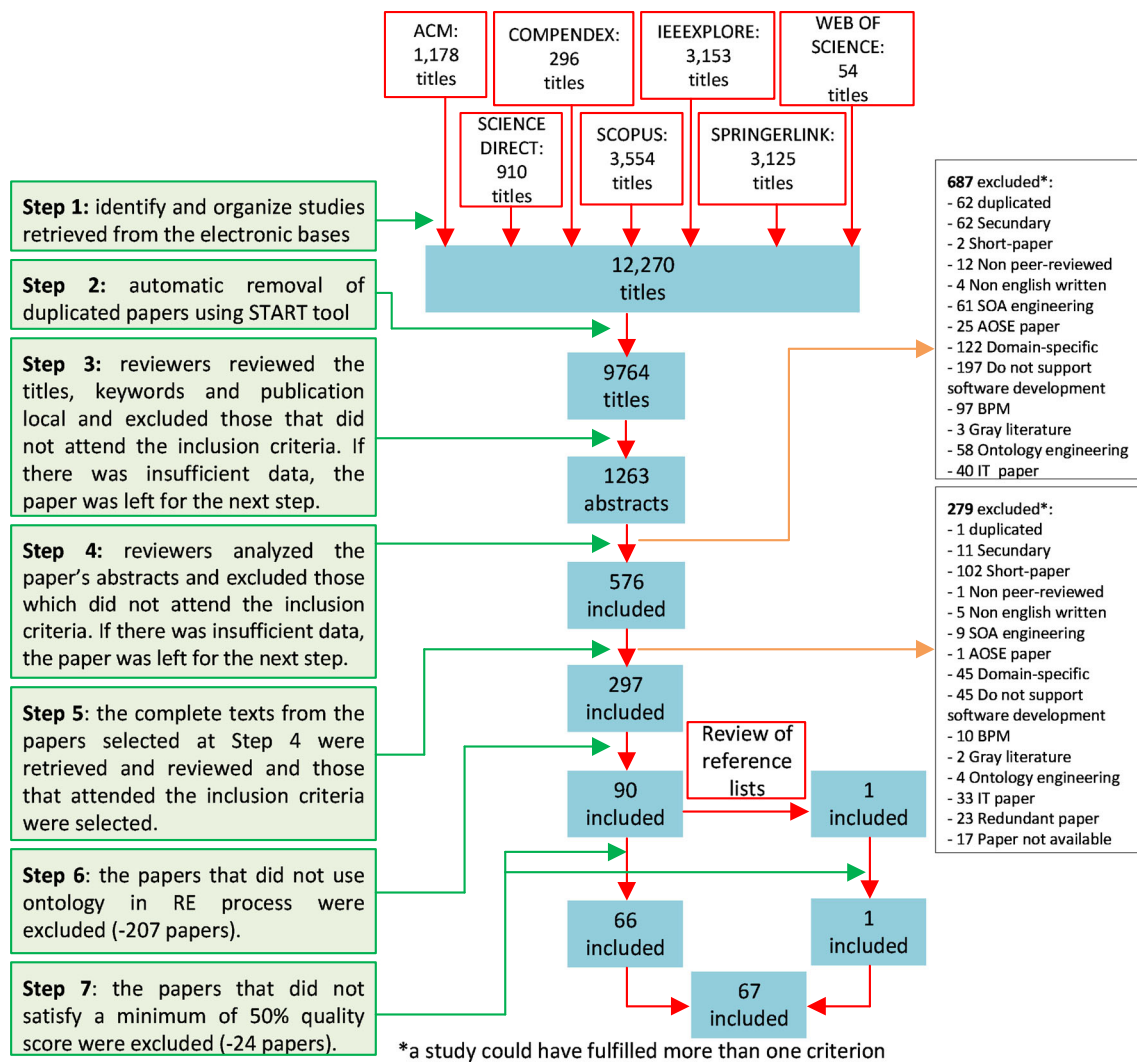 ACM:
1,178
titles
COMPENDEX:
296
titles
IEEEXPLORE:
3,153
titles
WEB OF
SCIENCE:
54
titles
SCIENCE
DIRECT:
910
titles
SCOPUS:
3,554
titles
SPRINGERLINK:
3,125
titles
Step 1: identify and organize studies
retrieved from the electronic bases
12,270
titles
Step 2: automatic removal of
duplicated papers using START tool
9764
titles
Step 3: reviewers reviewed the
titles, keywords and publication
local and excluded those that did
not attend the inclusion criteria. If
there was insufficient data, the
paper was left for the next step.
1263
abstracts
Step 4: reviewers analyzed the
paper's abstracts and excluded those
which did not attend the inclusion
criteria. If there was insufficient data,
the paper was left for the next step.
576
included
687 excluded*:
- 62 duplicated
- 62 Secundary
- 2 Short-paper
- 12 Non peer-reviewed
- 4 Non english written
- 61 SOA engineering
- 25 AOSE paper
- 122 Domain-specific
- 197 Do not support
software development
- 97 BPM
- 3 Gray literature
- 58 Ontology engineering
- 40 IT paper
Step 5: the complete texts from the
papers selected at Step 4 were
retrieved and reviewed and those
that attended the inclusion criteria
were selected.
297
included
279 excluded*:
- 1 duplicated
- 11 Secundary
- 102 Short-paper
- 1 Non peer-reviewed
- 5 Non english written
- 9 SOA engineering
- 1 AOSE paper
- 45 Domain-specific
- 45 Do not support
software development
- 10 BPM
- 2 Gray literature
- 4 Ontology engineering
- 33 IT paper
- 23 Redundant paper
- 17 Paper not available
Review of
reference
lists
90
included
1
included
Step 6: the papers that did not use
ontology in RE process were
excluded (-207 papers).
66
included
1
included
Step 7: the papers that did not
satisfy a minimum of 50% quality
score were excluded (-24 papers).
67
included
*a study could have fulfilled more than one criterion